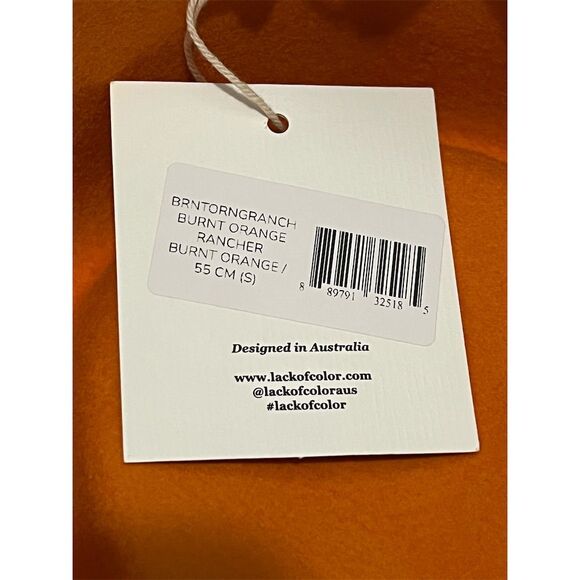 BRNTORNGRANCH
BURNT ORANGE
RANCHER
BURNT ORANGE /
55 CM (S)
8 89791 32518 5
Designed in Australia
www.lackofcolor.com
@lackofcoloraus
#lackofcolor